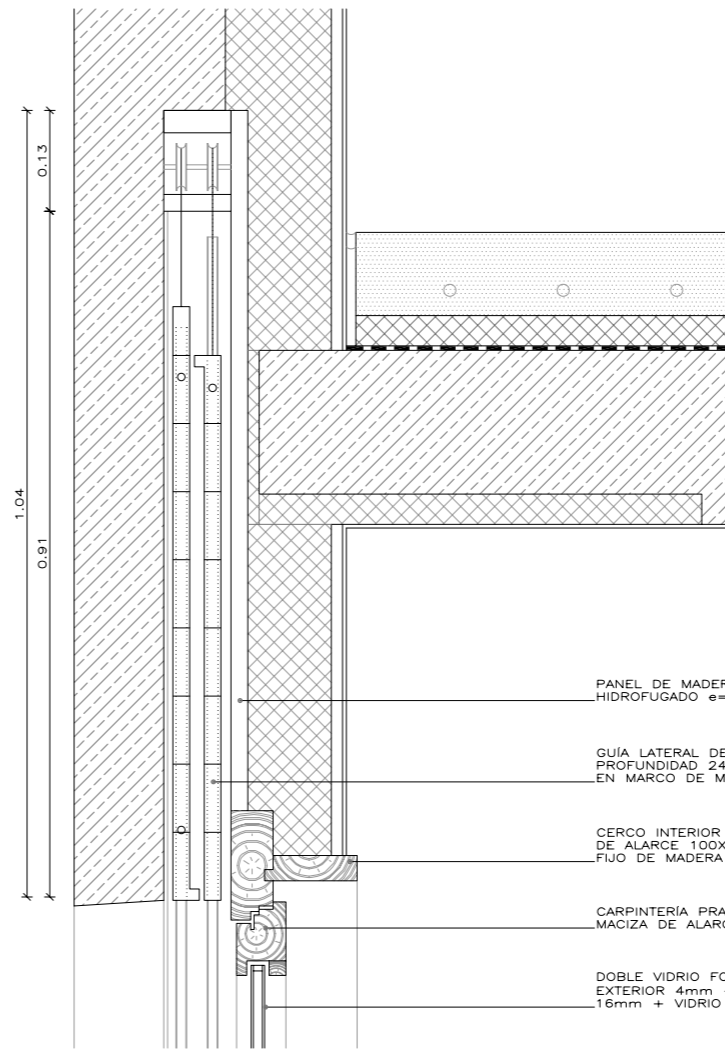 0.13
1.04
0.91
PANEL DE MADER
HIDROFUGADO e=
GUÍA LATERAL DE
PROFUNDIDAD 24
EN MARCO DE M
CERCO INTERIOR
DE ALARCE 100X
FIJO DE MADERA
CARPINTERÍA PRA
MACIZA DE ALARC
DOBLE VIDRIO FO
EXTERIOR 4mm
16mm + VIDRIO